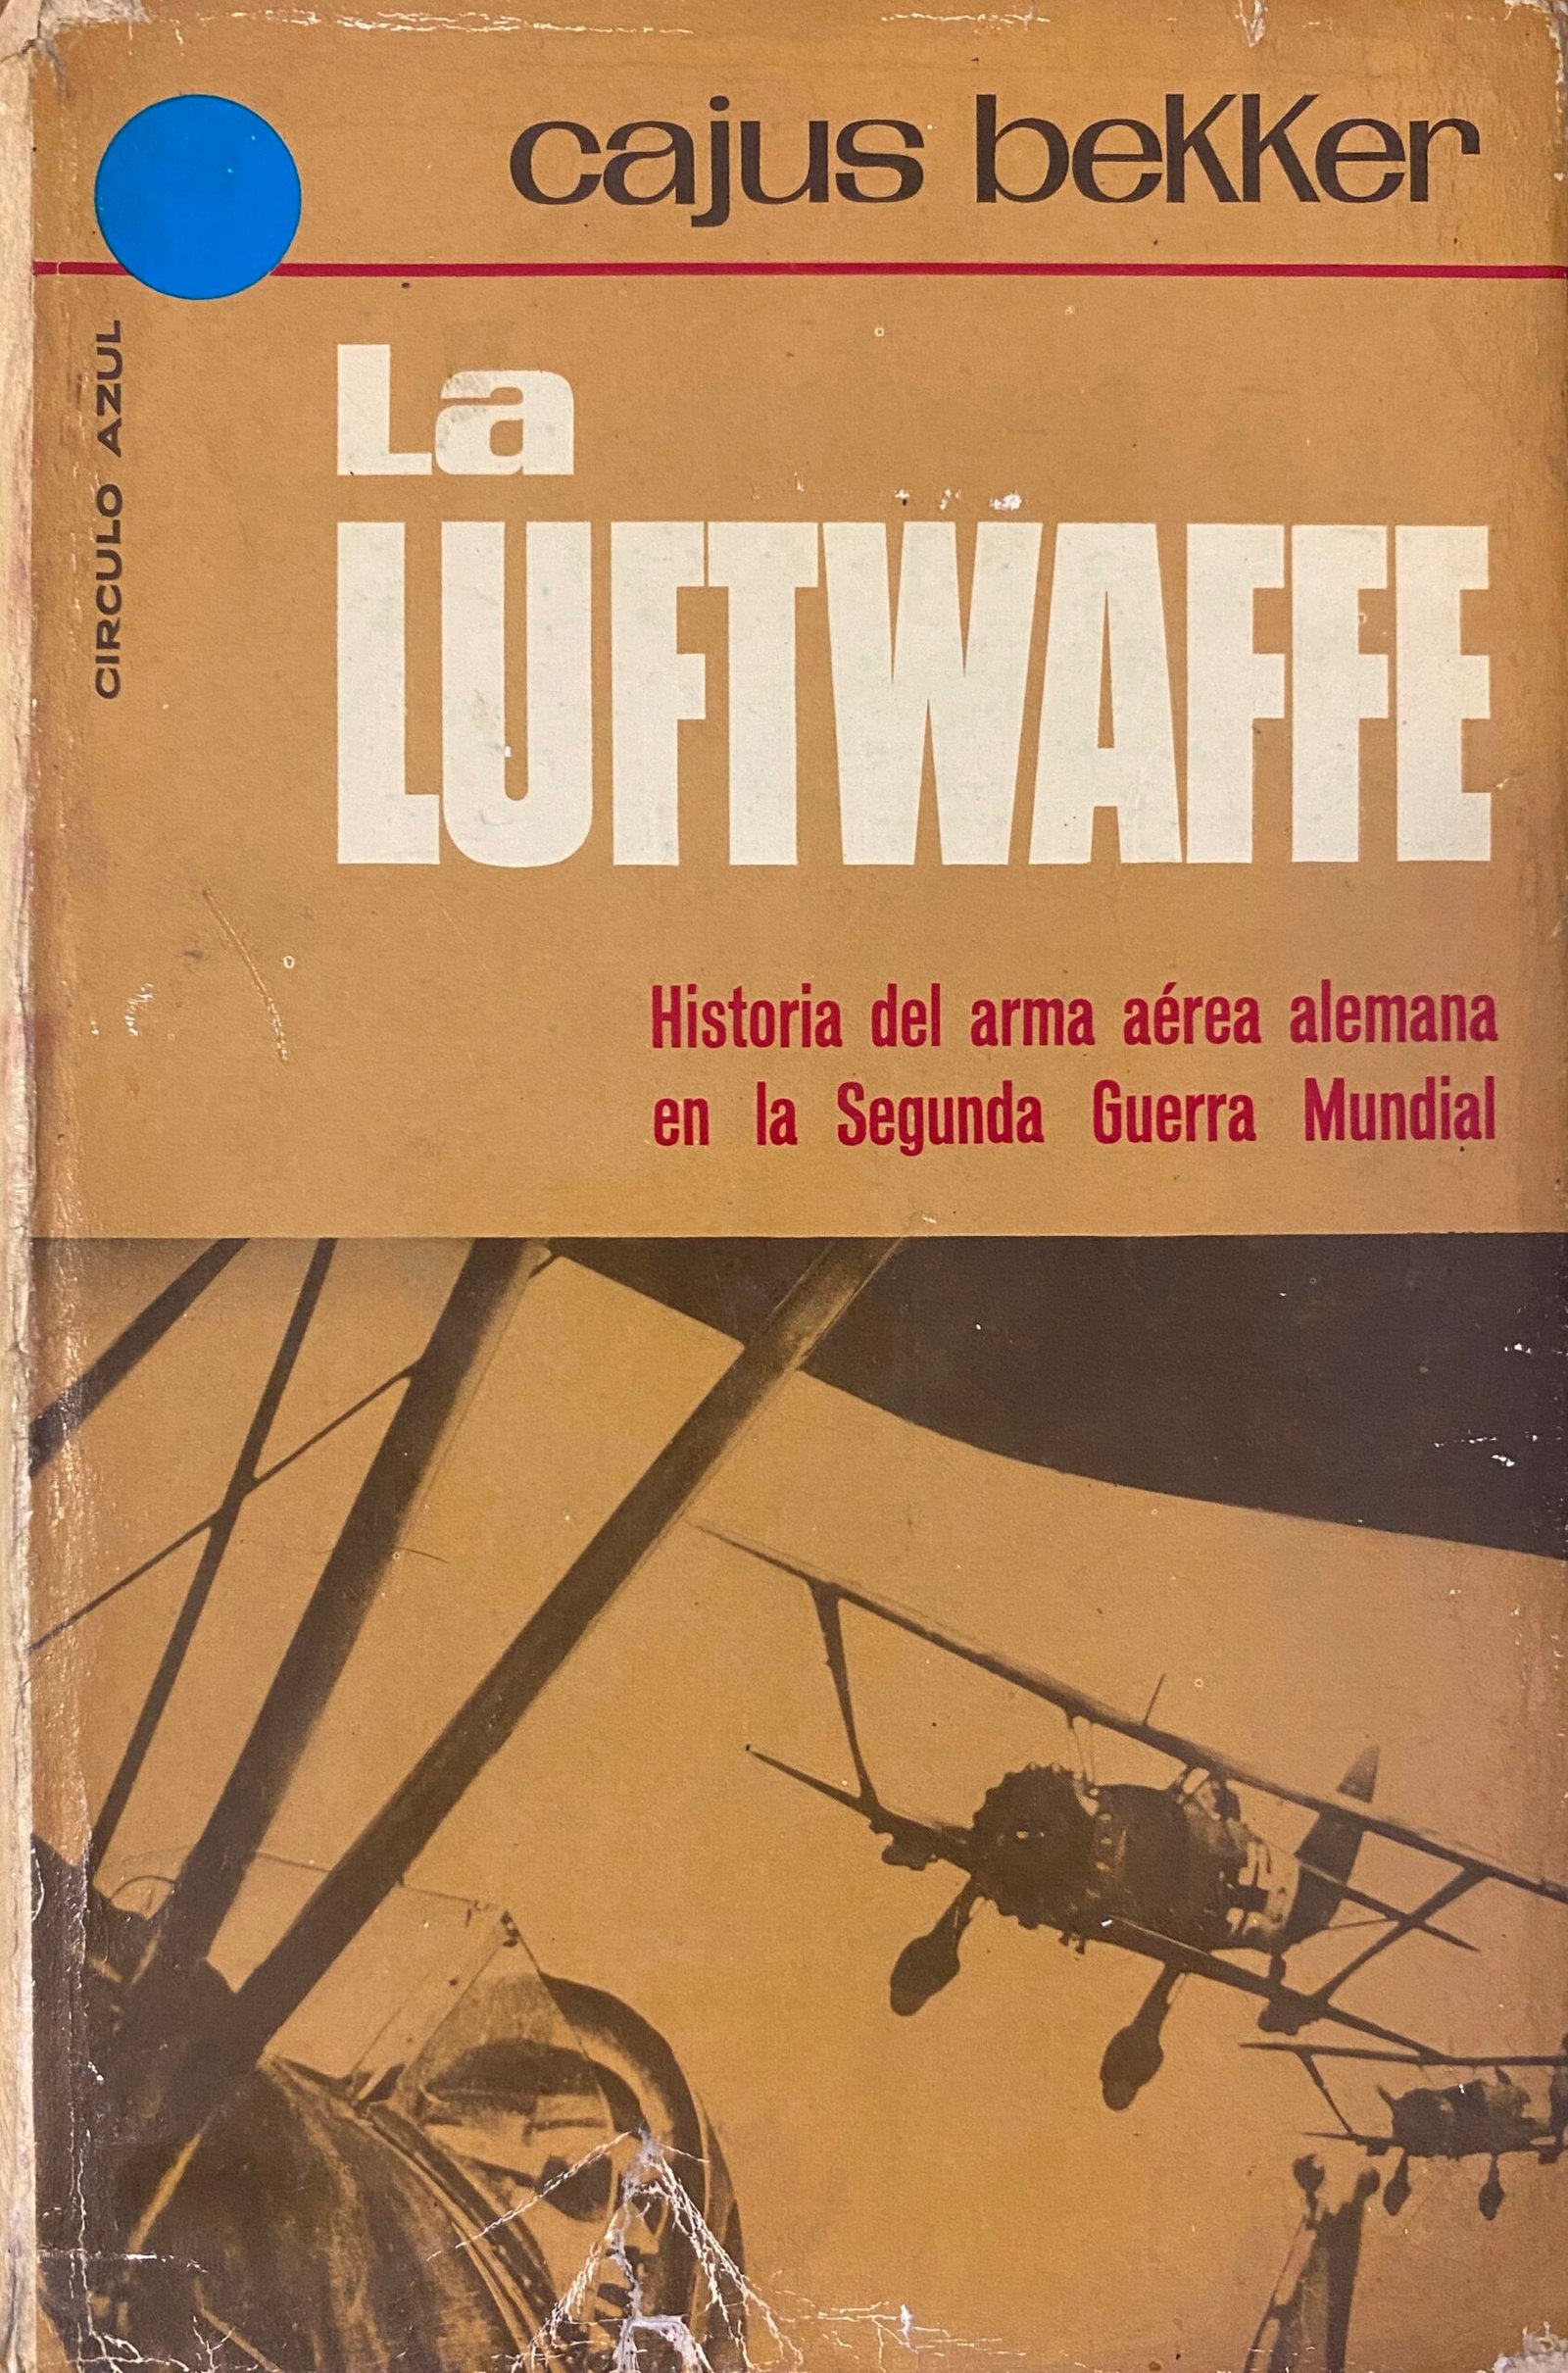 cajus beKKer
CIRCULO AZUL
La
LUFTWAFFE
Historia del arma aérea alemana
en la Segunda Guerra Mundial